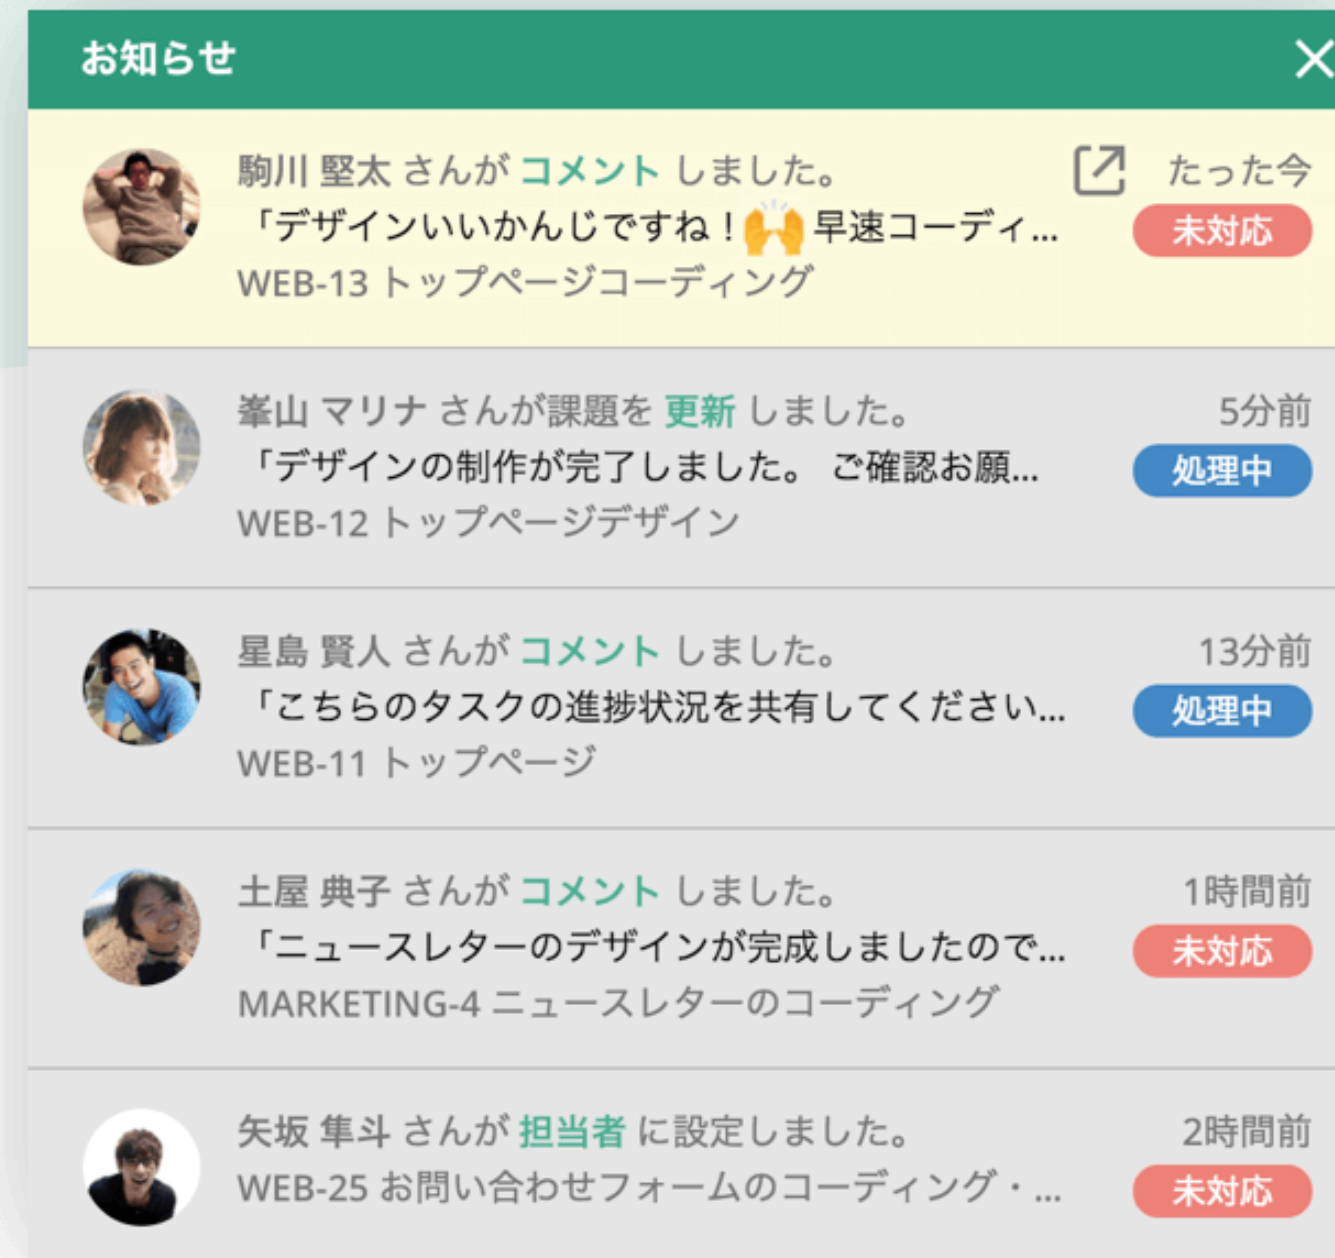 お知らせ
駒川 堅太 さんが コメント しました。 たった今
「デザインいいかんじですね！🙌 早速コーディ... 未対応
WEB-13 トップページコーディング
峯山 マリナ さんが課題を 更新 しました。 5分前
「デザインの制作が完了しました。 ご確認お願... 処理中
WEB-12 トップページデザイン
星島 賢人 さんが コメント しました。 13分前
「こちらのタスクの進捗状況を共有してください... 処理中
WEB-11 トップページ
土屋 典子 さんが コメント しました。 1時間前
「ニュースレターのデザインが完成しましたので... 未対応
MARKETING-4 ニュースレターのコーディング
矢坂 隼斗 さんが 担当者 に設定しました。 2時間前
WEB-25 お問い合わせフォームのコーディング・... 未対応